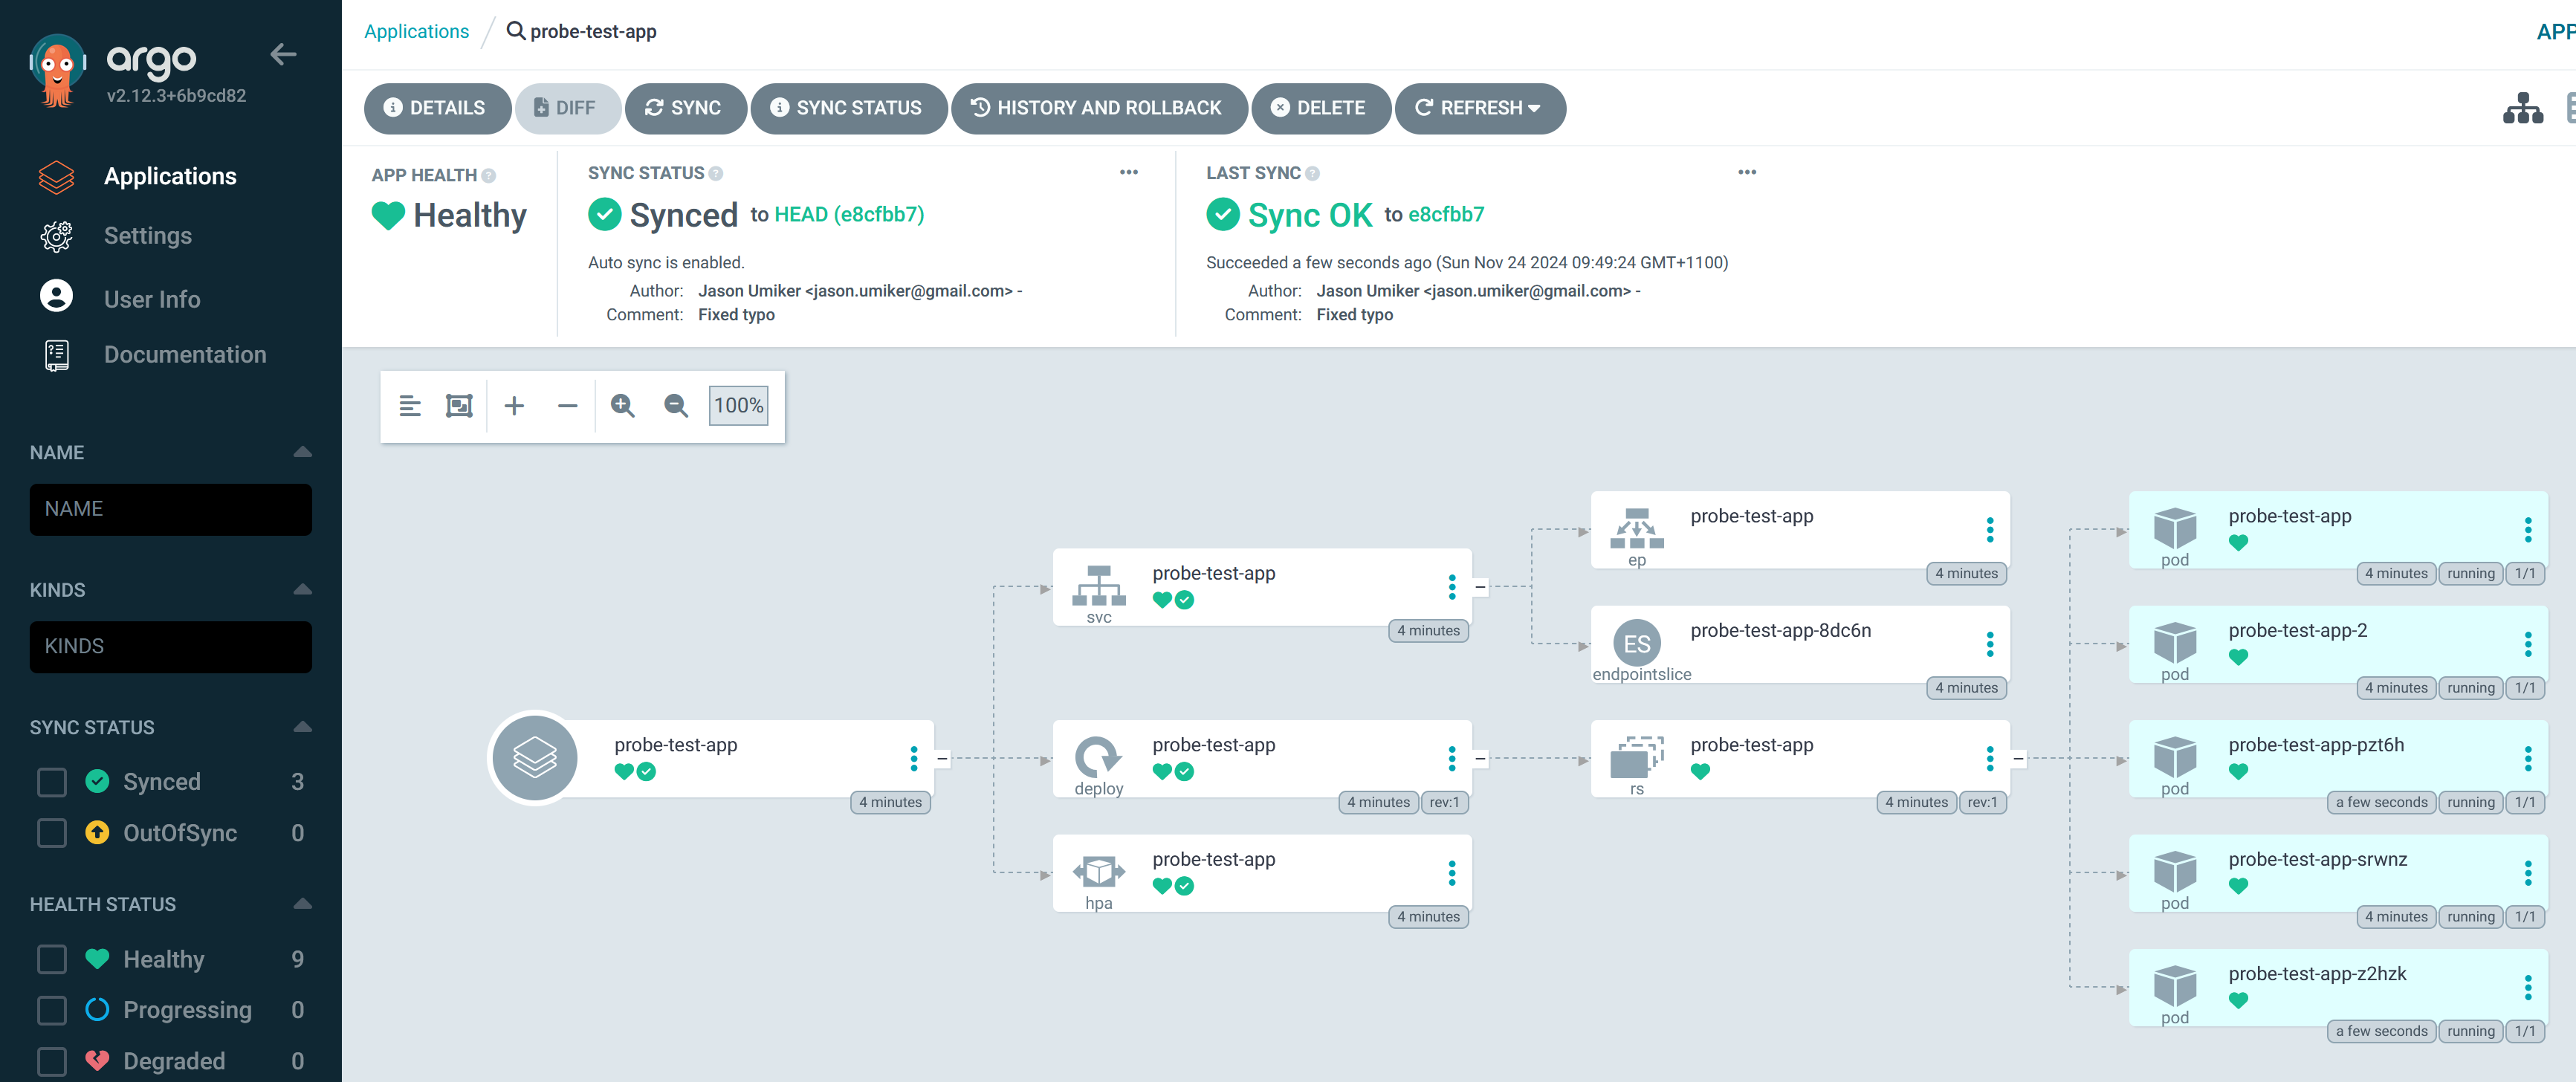 argo
v2.12.3+6b9cd82
Applications
Settings
User Info
Documentation
NAME
NAME
KINDS
KINDS
SYNC STATUS
Synced 3
OutOfSync 0
HEALTH STATUS
Healthy 9
Progressing 0
Degraded 0
Applications / probe-test-app
APP
DETAILS DIFF SYNC SYNC STATUS HISTORY AND ROLLBACK DELETE REFRESH
APP HEALTH ?
Healthy
SYNC STATUS ?
Synced to HEAD (e8cfbb7)
Auto sync is enabled.
Author: Jason Umiker <jason.umiker@gmail.com> -
Comment: Fixed typo
LAST SYNC ?
Sync OK to e8cfbb7
Succeeded a few seconds ago (Sun Nov 24 2024 09:49:24 GMT+1100)
Author: Jason Umiker <jason.umiker@gmail.com> -
Comment: Fixed typo
100%
probe-test-app
4 minutes
probe-test-app
svc
4 minutes
probe-test-app
deploy
4 minutes rev:1
probe-test-app
hpa
4 minutes
probe-test-app
ep
4 minutes
ES
probe-test-app-8dc6n
endpointslice
4 minutes
probe-test-app
rs
4 minutes rev:1
probe-test-app
pod
4 minutes running 1/1
probe-test-app-2
pod
4 minutes running 1/1
probe-test-app-pzt6h
pod
a few seconds running 1/1
probe-test-app-srwnz
pod
4 minutes running 1/1
probe-test-app-z2hzk
pod
a few seconds running 1/1